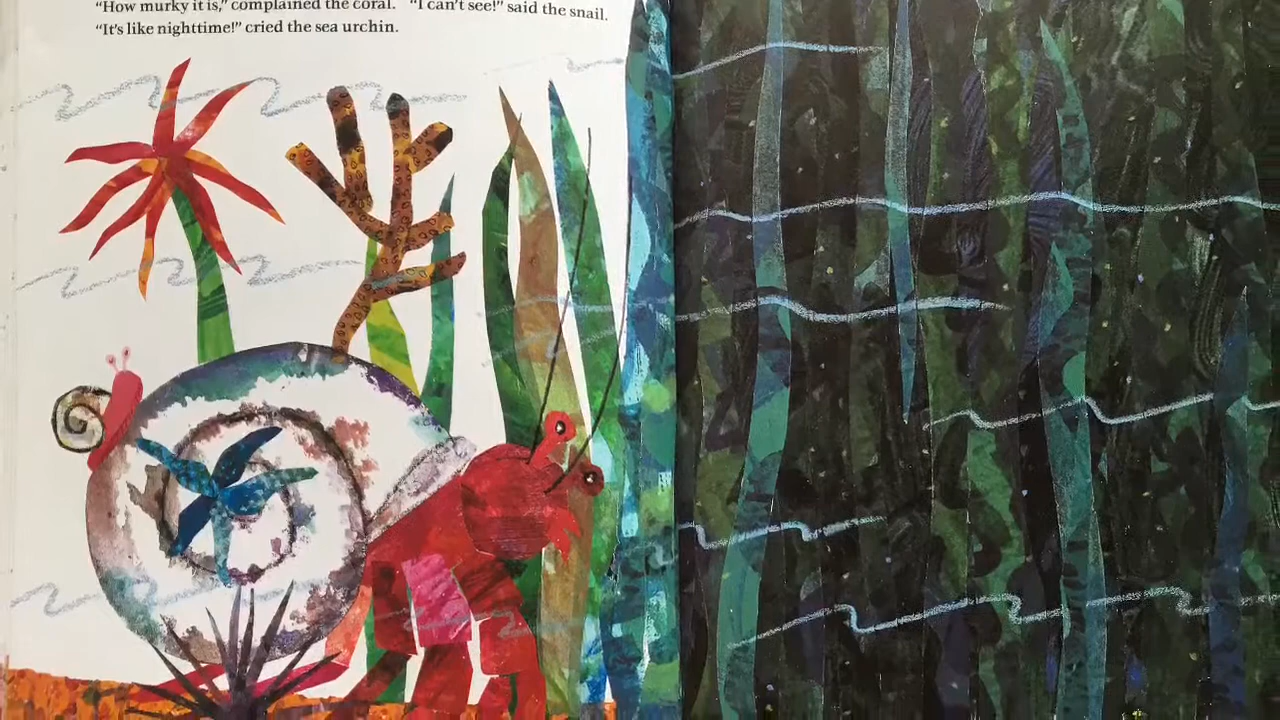 “How murky it is,” complained the coral. “I can’t see!” said the snail.
“It’s like nighttime!” cried the sea urchin.